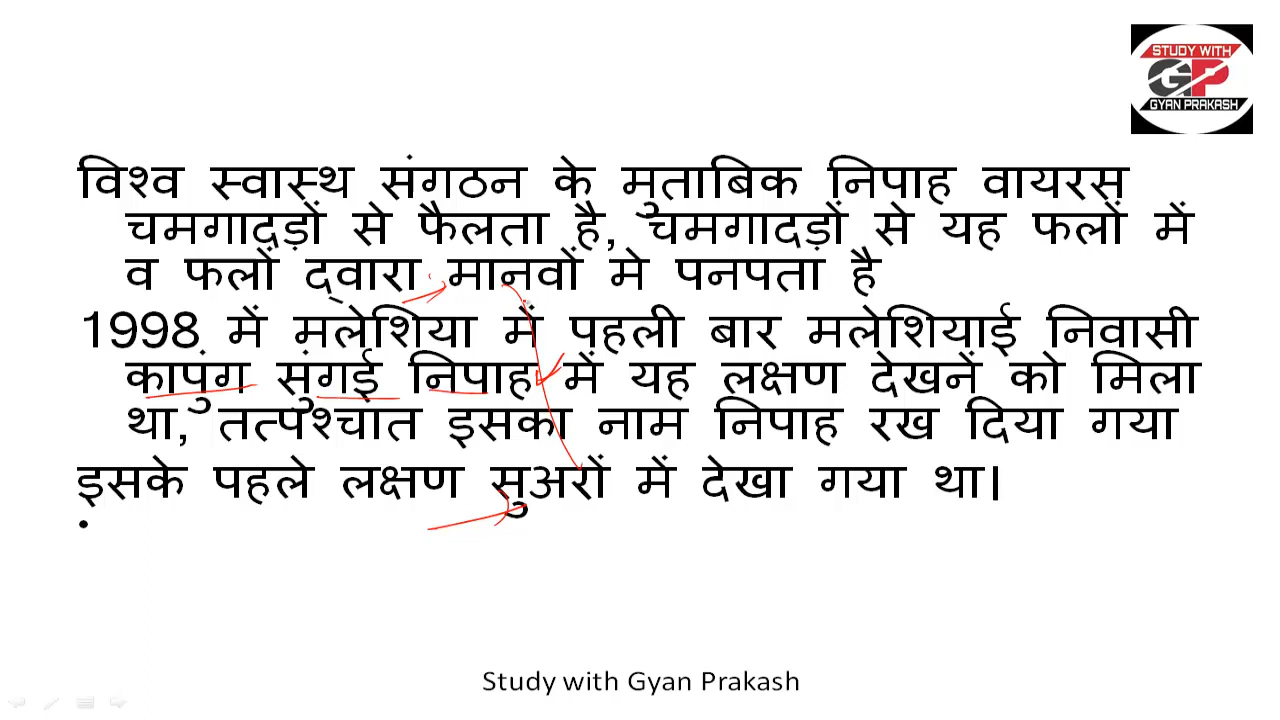 STUDY WITH
GP
GYAN PRAKASH
विश्व स्वास्थ संगठन के मुताबिक निपाह वायरस
चमगादड़ों से फैलता है, चमगादड़ों से यह फलों में
व फलों द्वारा मानवों मे पनपता है
1998 में मलेशिया में पहली बार मलेशियाई निवासी
कापुंग सुंगई निपाह में यह लक्षण देखनें को मिला
था, तत्पश्चात इसका नाम निपाह रख दिया गया
इसके पहले लक्षण सुअरों में देखा गया था।
•
Study with Gyan Prakash